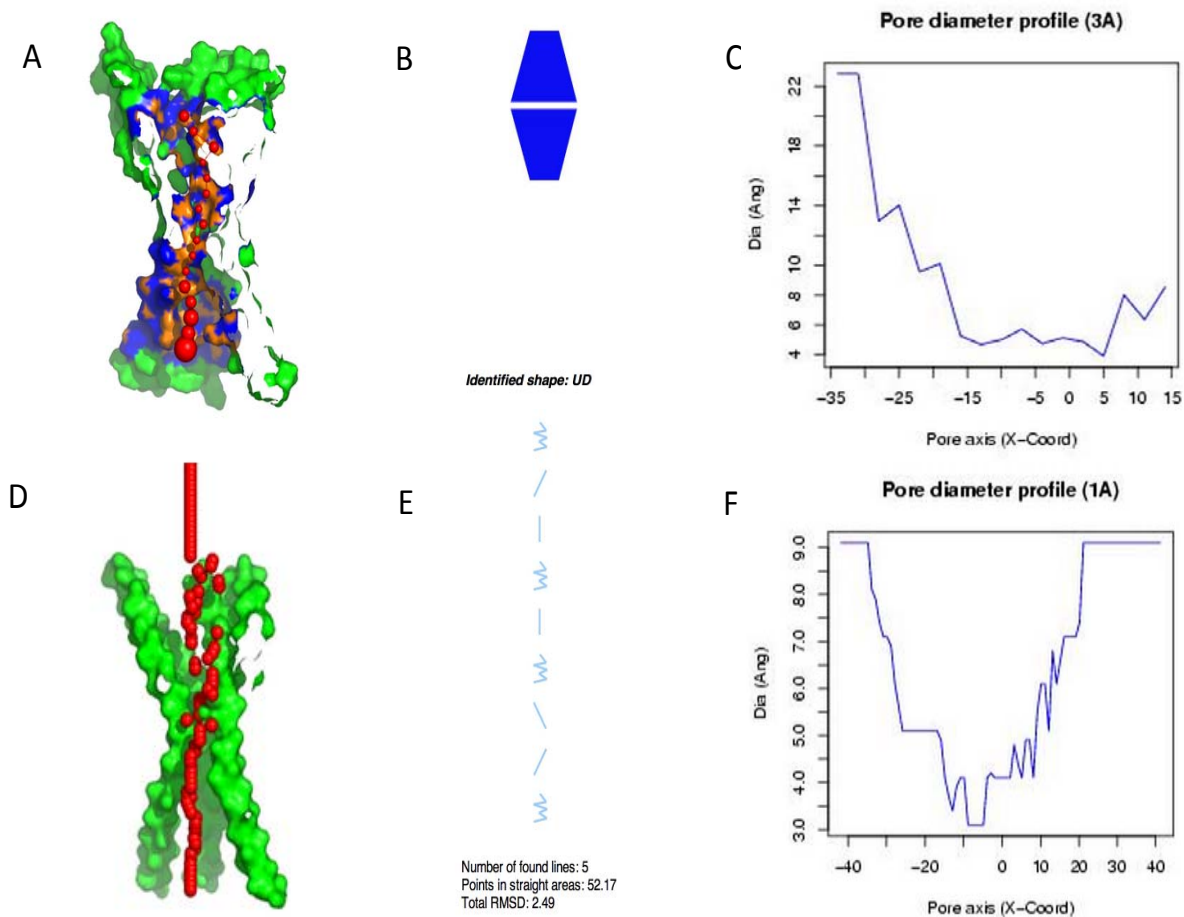 A
B
C
Pore diameter profile (3A)
Dia (Ang)
22
18
14
10
8
6
4
-35
-25
-15
-5
0
5
10
15
Pore axis (X-Coord)
Identified shape: UD
D
E
F
Pore diameter profile (1A)
Dia (Ang)
9.0
8.0
7.0
6.0
5.0
4.0
3.0
-40
-20
0
10
20
30
40
Pore axis (X-Coord)
Number of found lines: 5
Points in straight areas: 52.17
Total RMSD: 2.49